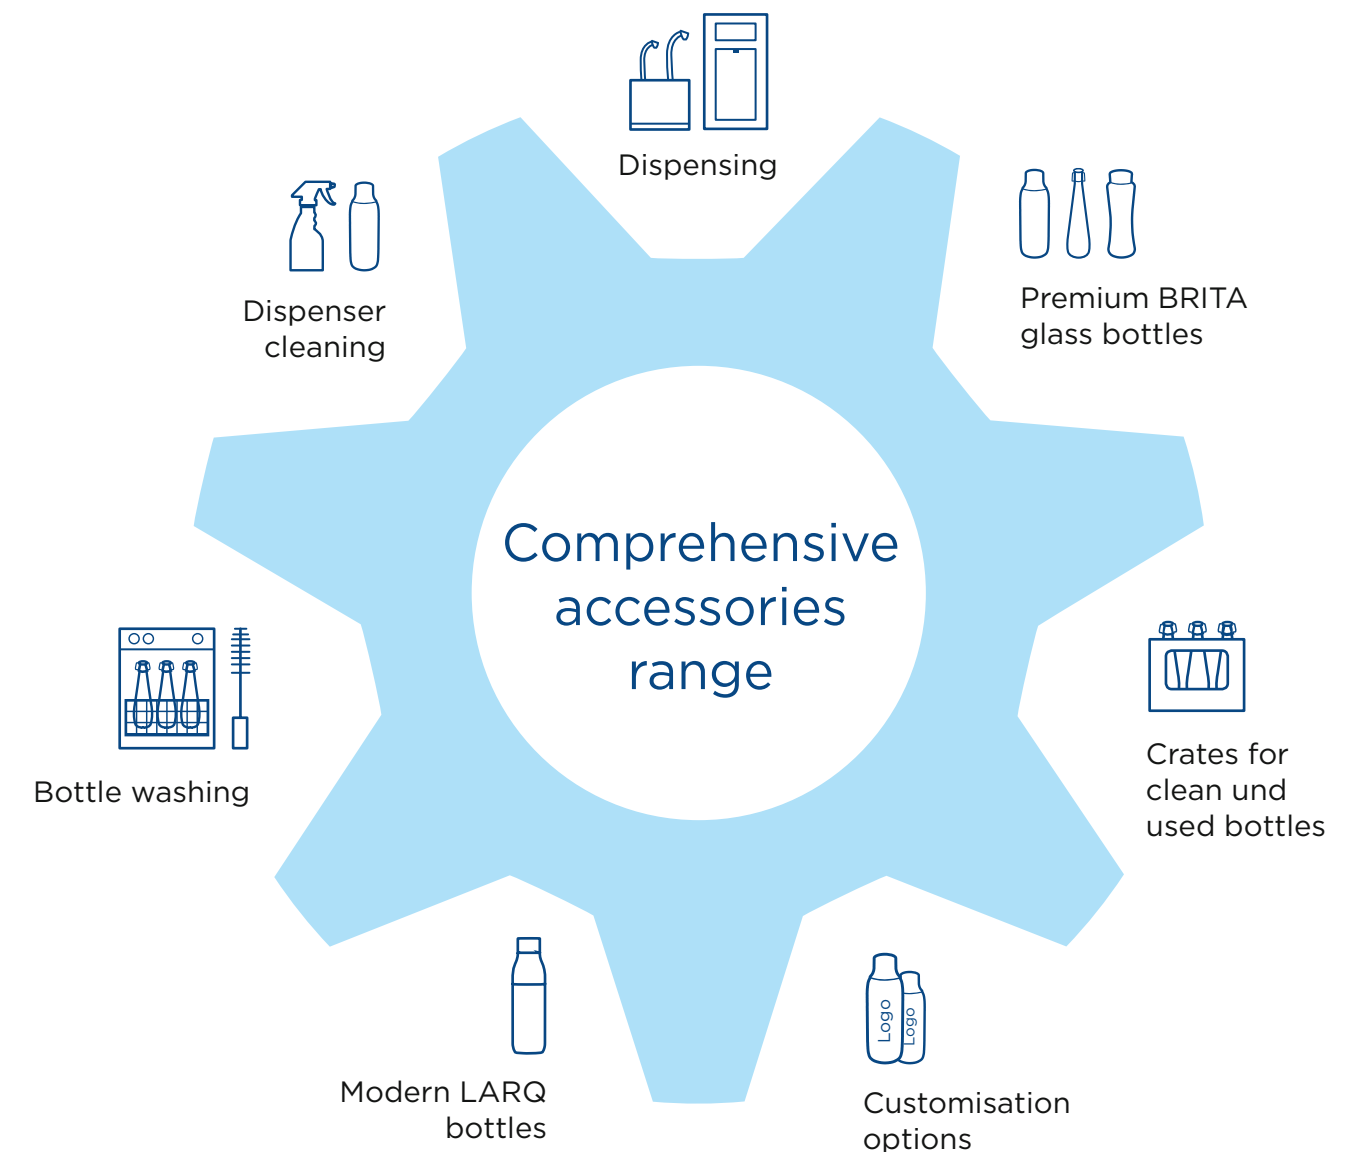 Dispensing
Premium BRITA
glass bottles
Crates for
clean und
used bottles
Logo
Logo
Customisation
options
Modern LARQ
bottles
Bottle washing
Dispenser
cleaning
Comprehensive
accessories
range